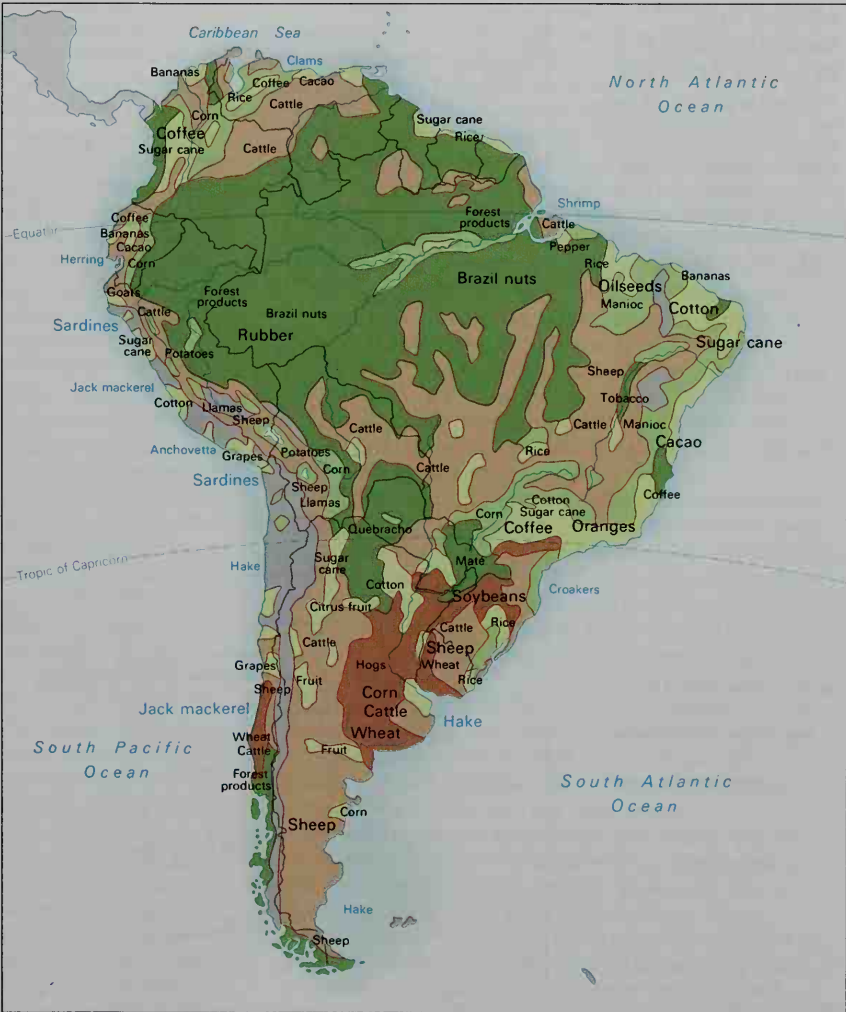 Caribbean Sea
Clams
Bananas
Coffee
Cacao
Rice
Cattle
North Atlantic
Ocean
Corn
Coffee
Sugar cane
Cattle
Sugar cane
Rice
Coffee
Equator
Bananas
Cacao
Herring
Corn
Goats
Forest
products
Shrimp
Cattle
Pepper
Rice
Brazil nuts
Oilseeds
Bananas
Manioc
Cotton
Cattle
Forest
products
Brazil nuts
Rubber
Sardines
Sugar
cane
Potatoes
Sugar cane
Jack mackerel
Sheep
Cotton
Llamas
Sheep
Tobacco
Cattle
Cattle
Manioc
Anchovetta
Grapes
Potatoes
Corn
Cattle
Rice
Cacao
Sardines
Sheep
Llamas
Coffee
Cotton
Corn
Sugar cane
Coffee
Oranges
Quebracho
Tropic of Capricorn
Hake
Sugar
cane
Maté
Cotton
Croakers
Soybeans
Citrus fruit
Cattle
Rice
Cattle
Sheep
Grapes
Hogs
Wheat
Sheep
Fruit
Rice
Corn
Jack mackerel
Cattle
Hake
Wheat
Wheat
Cattle
Fruit
South Pacific
Ocean
Forest
products
South Atlantic
Ocean
Corn
Sheep
Hake
Sheep